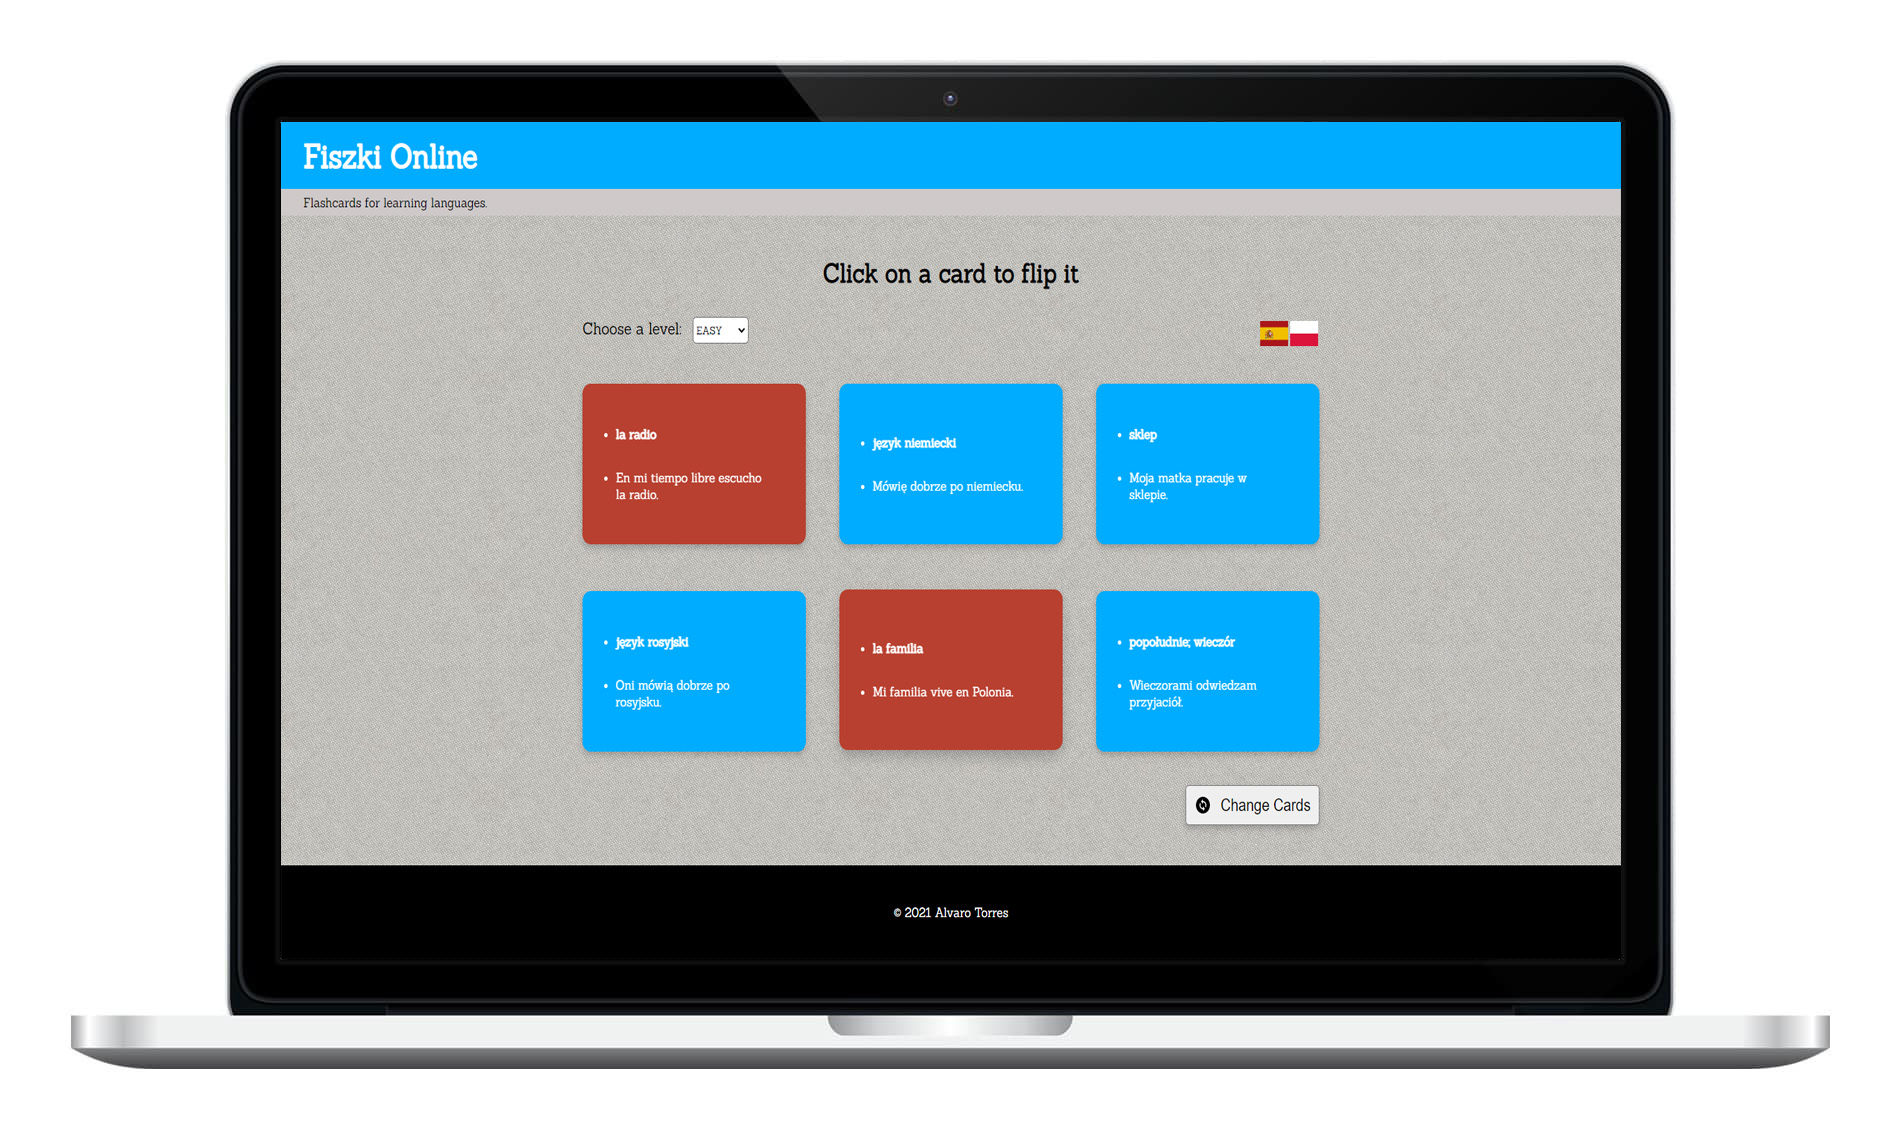 Fiszki Online
Flashcards for learning languages.
Click on a card to flip it
Choose a level: EASY
• la radio
• En mi tiempo libre escucho
la radio.
• język niemiecki
• Mówię dobrze po niemiecku.
• sklep
• Moja matka pracuje w
sklepie.
• język rosyjski
• Oni mówią dobrze po
rosyjsku.
• la familia
• Mi familia vive en Polonia.
• popołudnie; wieczór
• Wieczorami odwiedzam
przyjaciół.
Change Cards
© 2021 Alvaro Torres